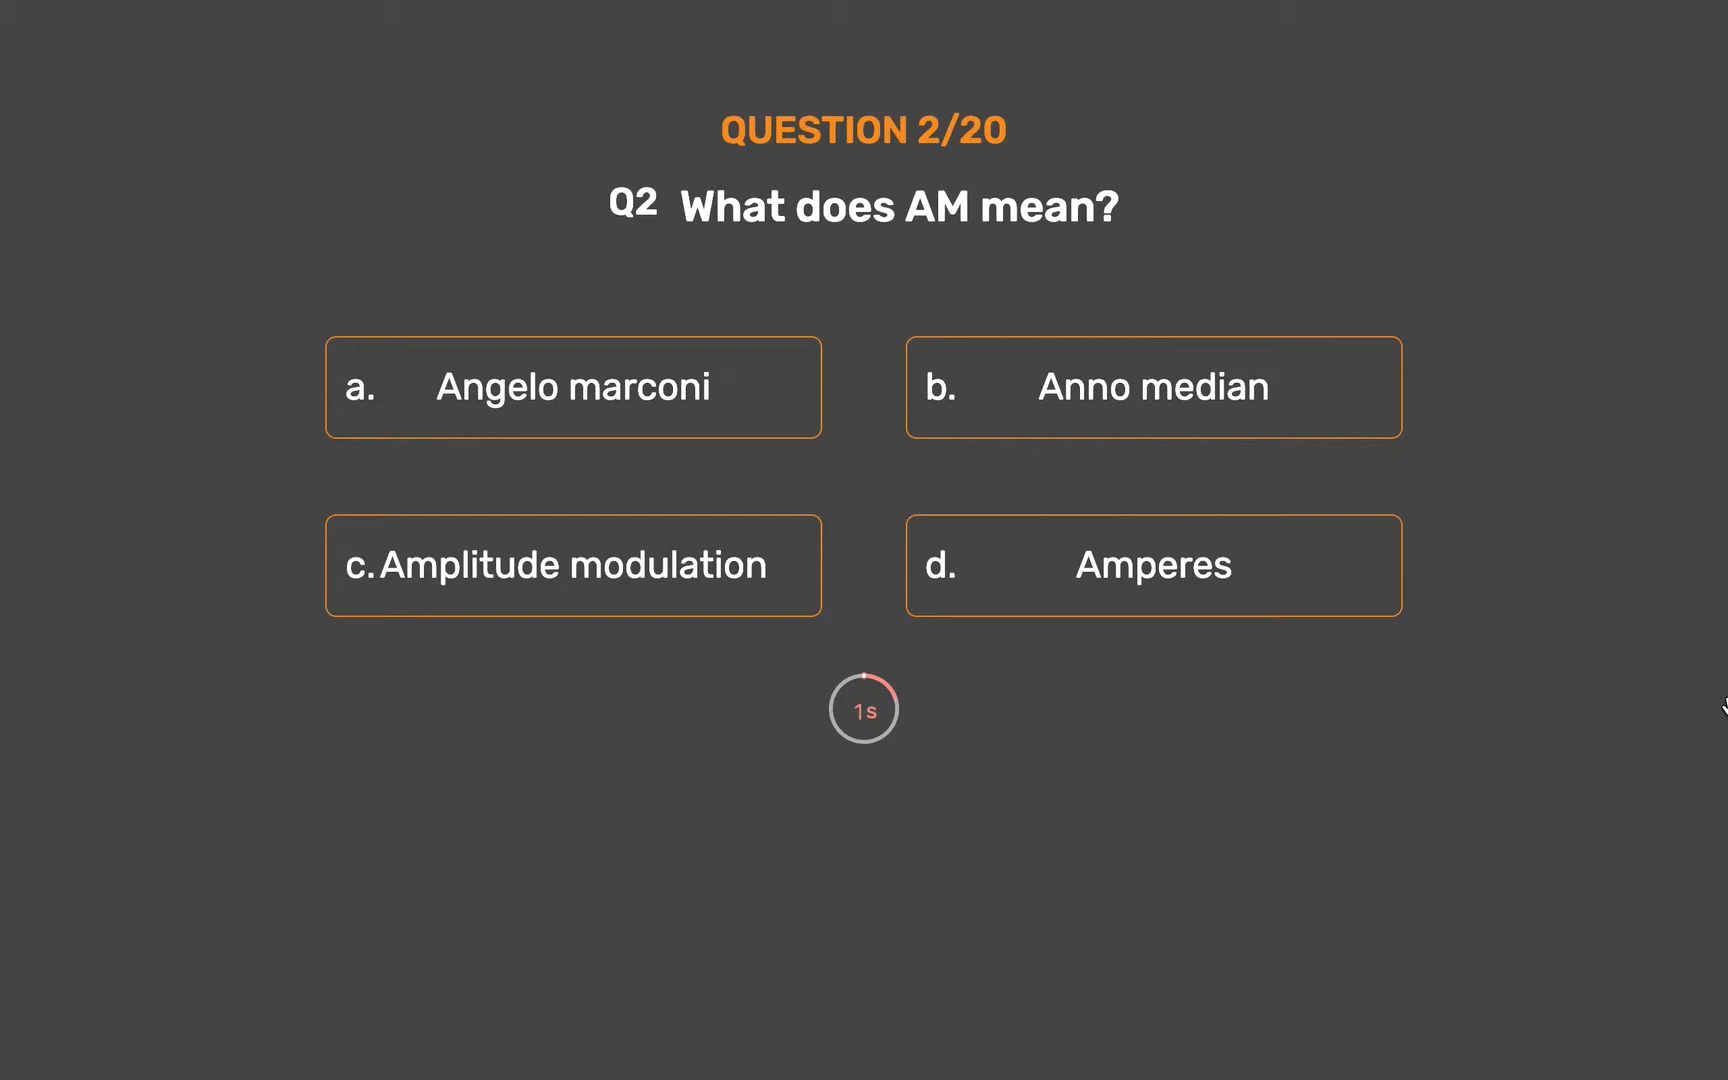 QUESTION 2/20
Q2 What does AM mean?
a. Angelo marconi
b. Anno median
c. Amplitude modulation
d. Amperes
1s